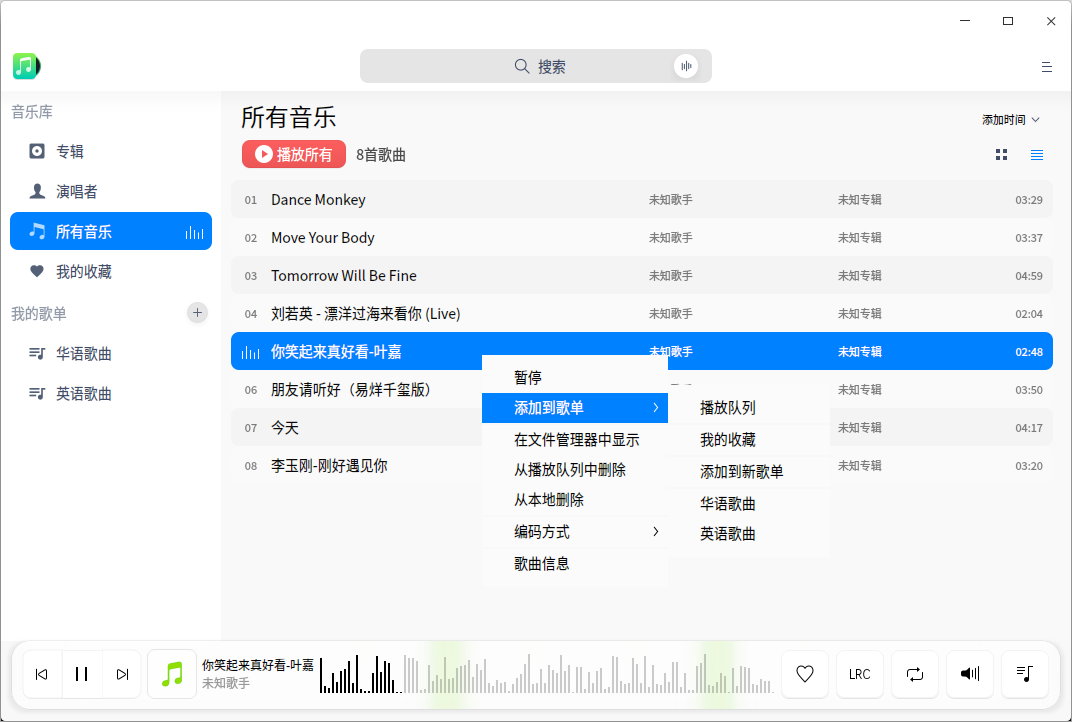 搜索
音乐库
专辑
演唱者
所有音乐
我的收藏
我的歌单
华语歌曲
英语歌曲
所有音乐
添加时间
播放所有 8首歌曲
01 Dance Monkey 未知歌手 未知专辑 03:29
02 Move Your Body 未知歌手 未知专辑 03:37
03 Tomorrow Will Be Fine 未知歌手 未知专辑 04:59
04 刘若英 - 漂洋过海来看你 (Live) 未知歌手 未知专辑 02:04
你笑起来真好看-叶嘉 未知歌手 未知专辑 02:48
06 朋友请听好（易烊千玺版） 未知专辑 03:50
07 今天 未知专辑 04:17
08 李玉刚-刚好遇见你 未知专辑 03:20
暂停
添加到歌单
在文件管理器中显示
从播放队列中删除
从本地删除
编码方式
歌曲信息
播放队列
我的收藏
添加到新歌单
华语歌曲
英语歌曲
你笑起来真好看-叶嘉
未知歌手
LRC